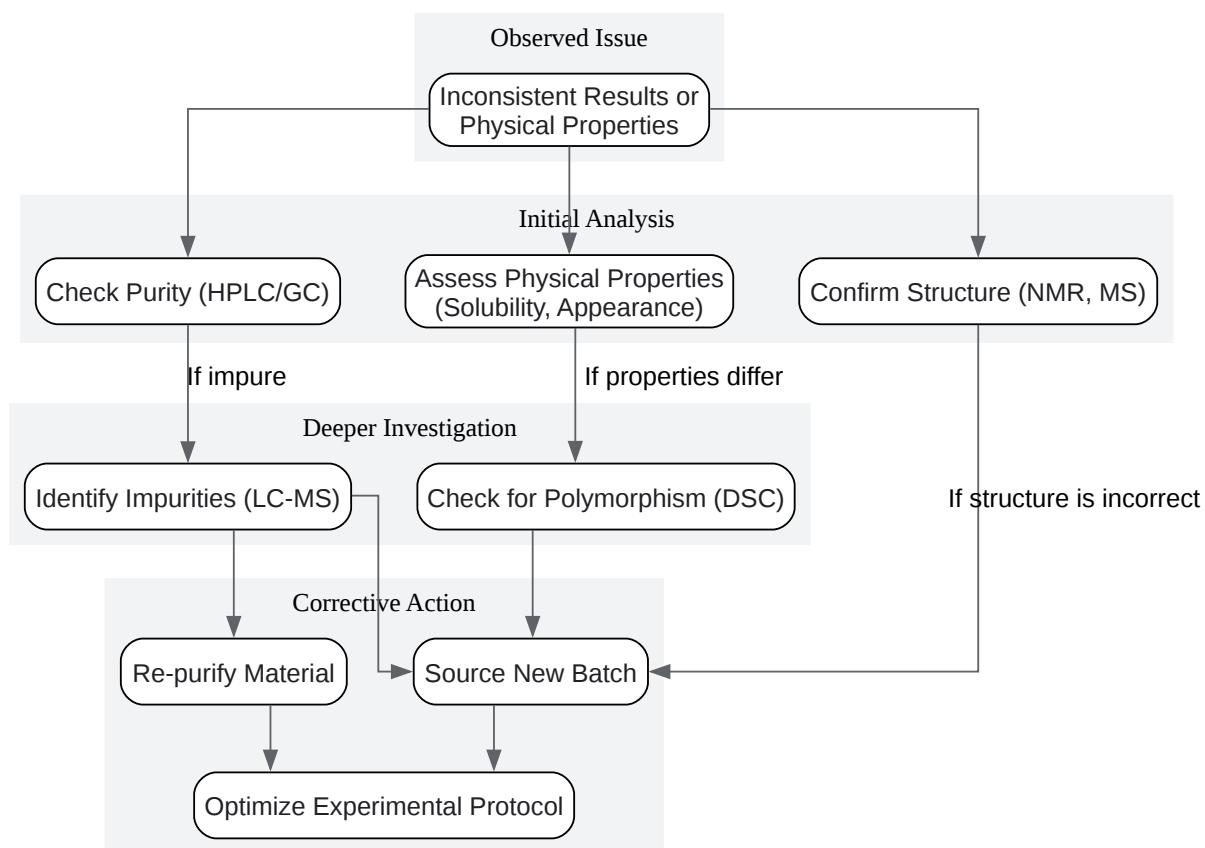 Observed Issue
Inconsistent Results or
Physical Properties
Initial Analysis
Check Purity (HPLC/GC)
Assess Physical Properties
(Solubility, Appearance)
Confirm Structure (NMR, MS)
If impure
If properties differ
Deeper Investigation
Identify Impurities (LC-MS)
Check for Polymorphism (DSC)
If structure is incorrect
Corrective Action
Re-purify Material
Source New Batch
Optimize Experimental Protocol